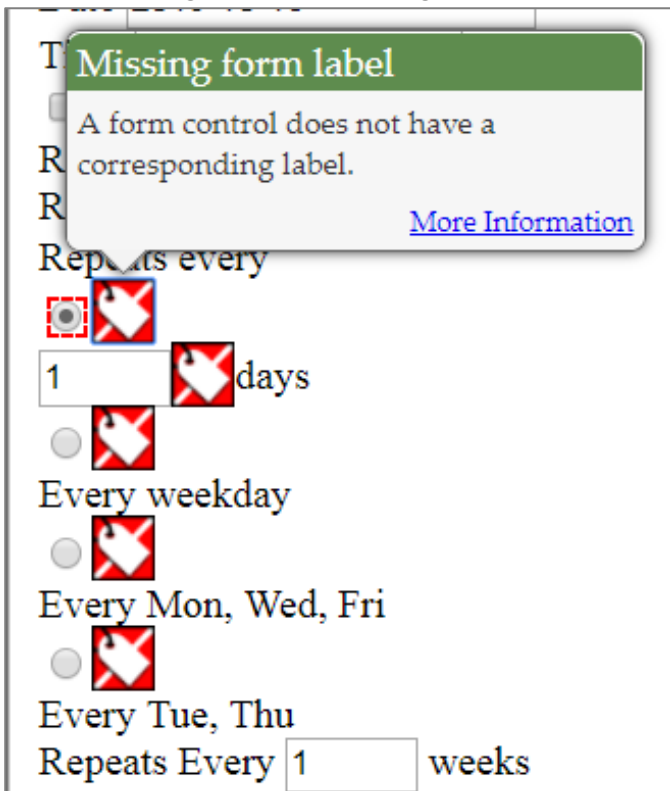 Missing form label
A form control does not have a
corresponding label.
More Information
Repeats every
1 days
Every weekday
Every Mon, Wed, Fri
Every Tue, Thu
Repeats Every 1 weeks